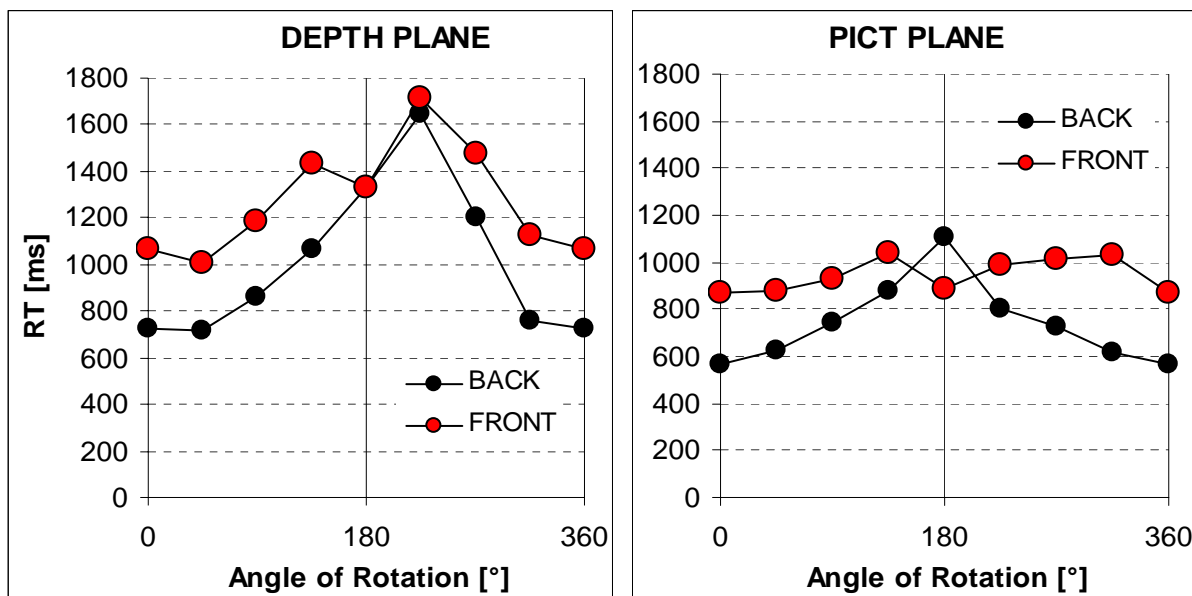 DEPTH PLANE
1800
1600
1400
1200
1000
800
600
400
200
0
RT [ms]
BACK
FRONT
0 180 360
Angle of Rotation [°]
PICT PLANE
1800
1600
1400
1200
1000
800
600
400
200
0
BACK
FRONT
0 180 360
Angle of Rotation [°]